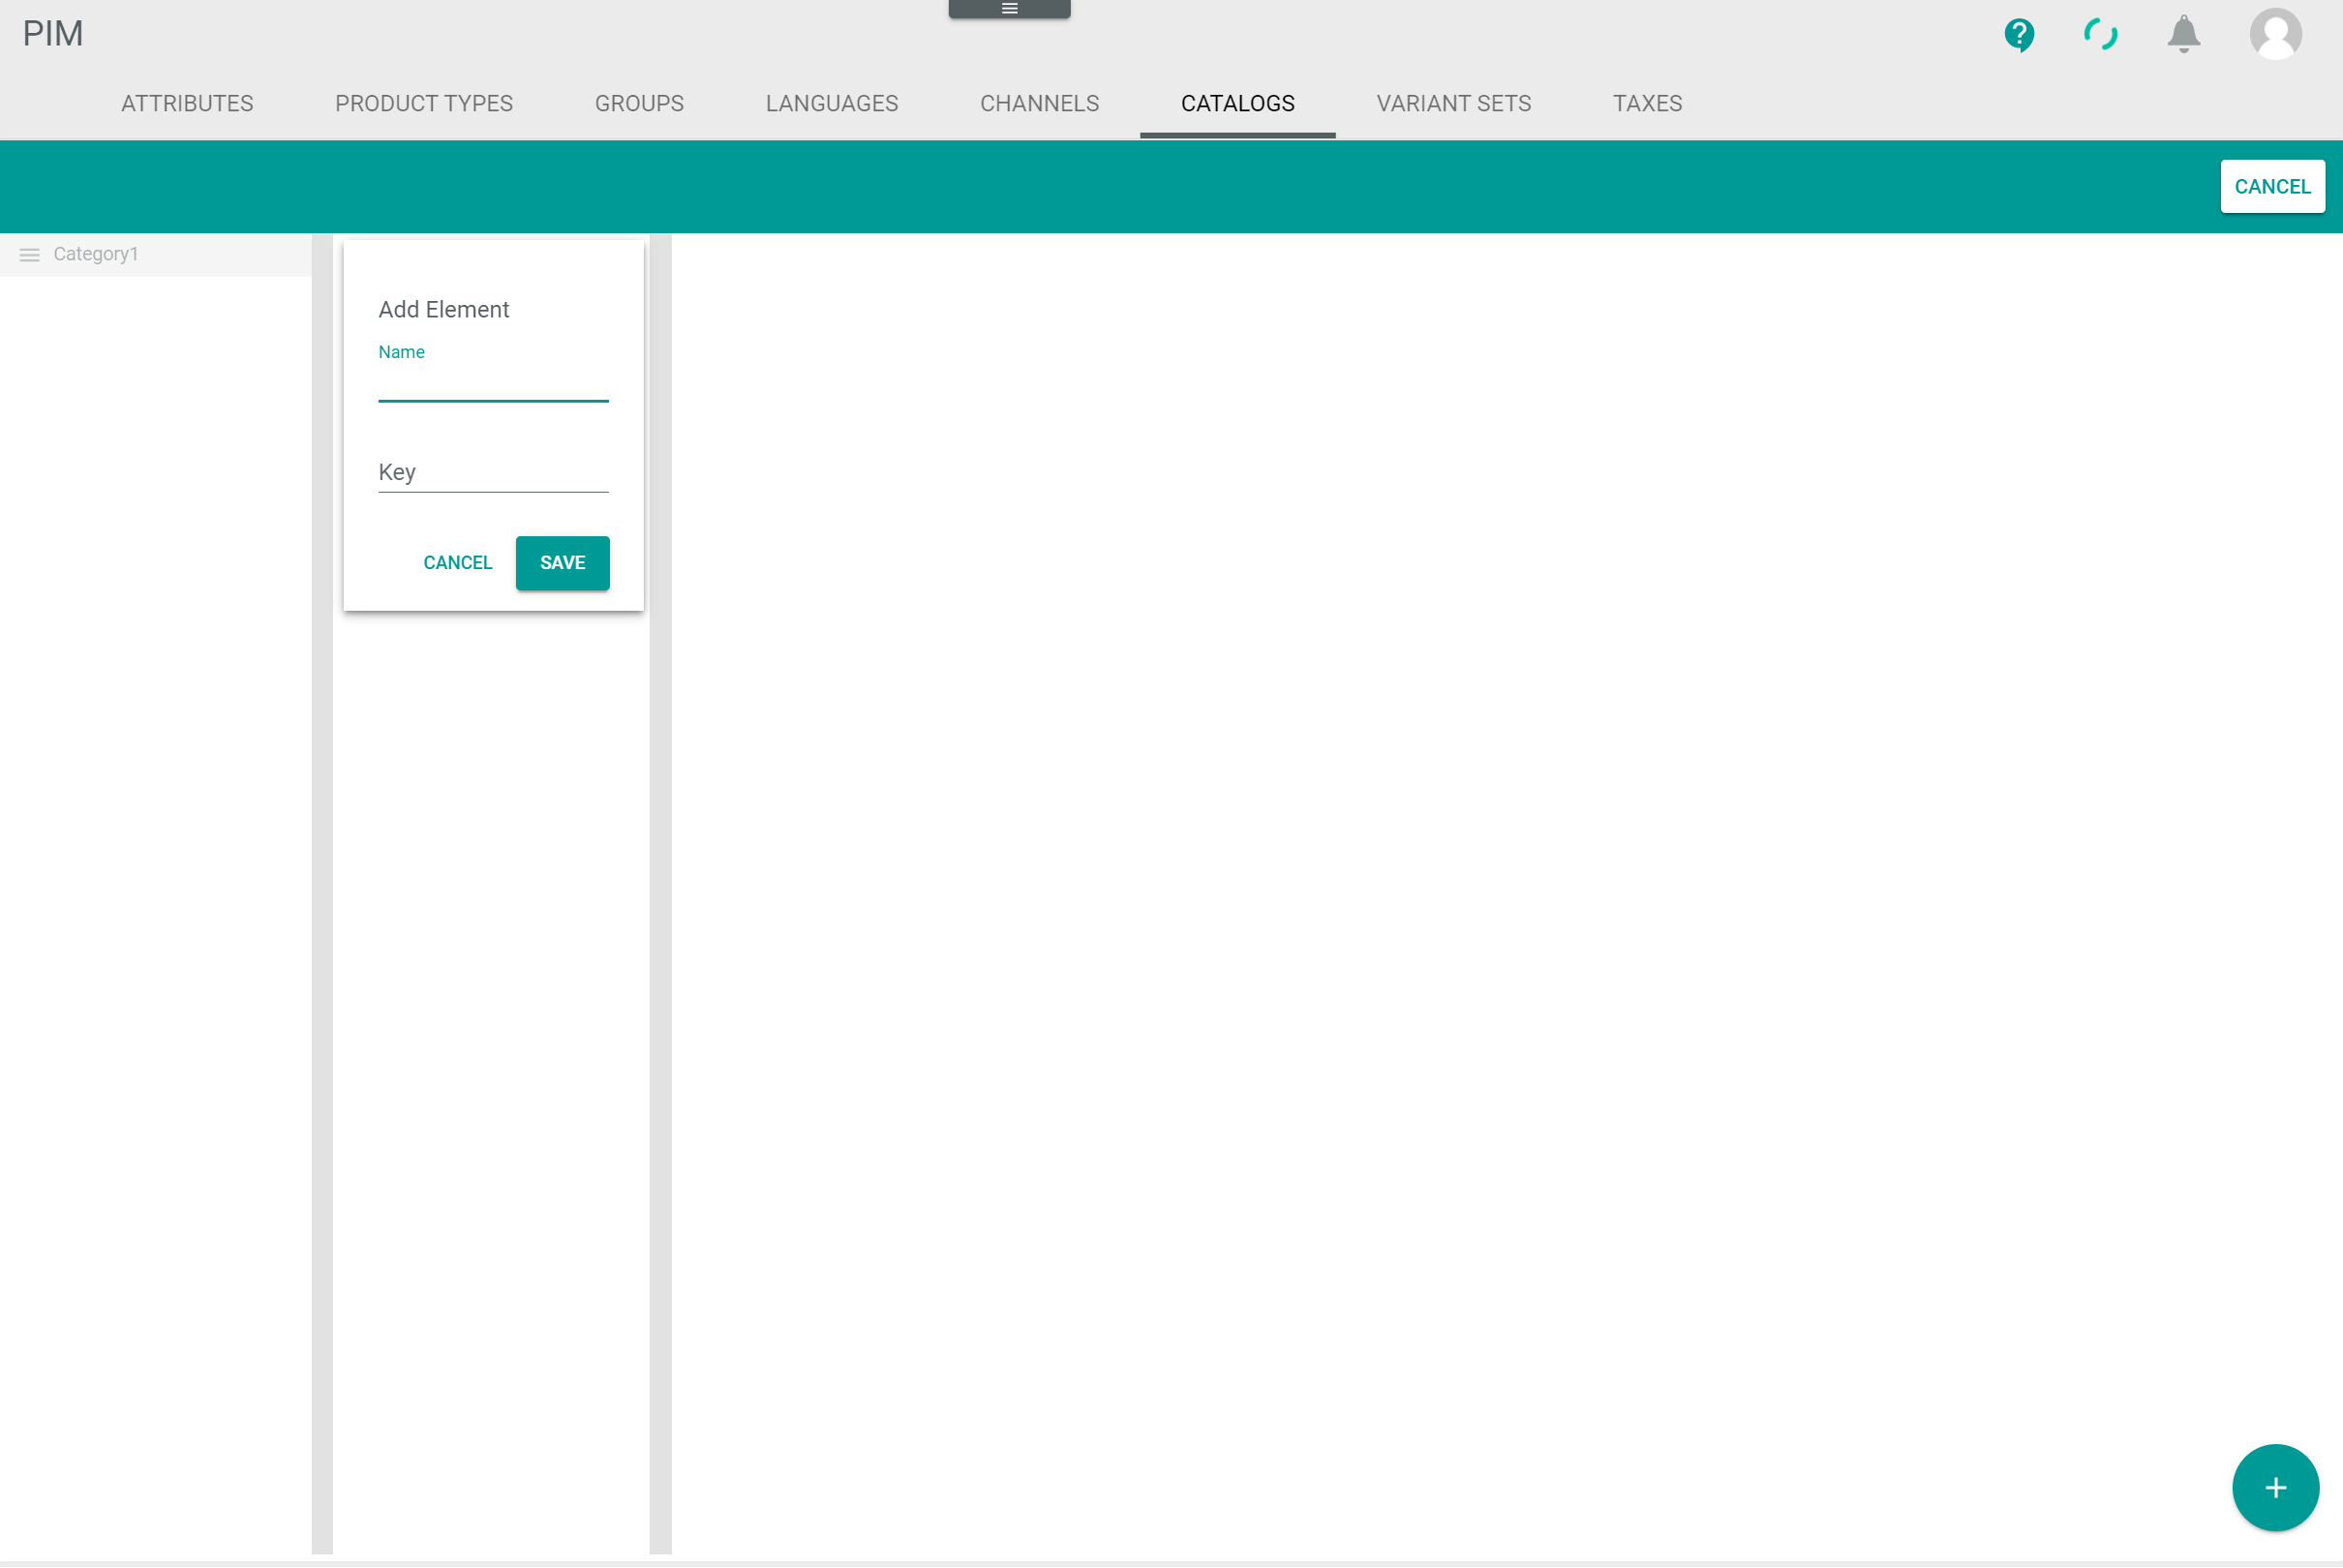 PIM
ATTRIBUTES PRODUCT TYPES GROUPS LANGUAGES CHANNELS CATALOGS VARIANT SETS TAXES
CANCEL
Category1
Add Element
Name
Key
CANCEL SAVE